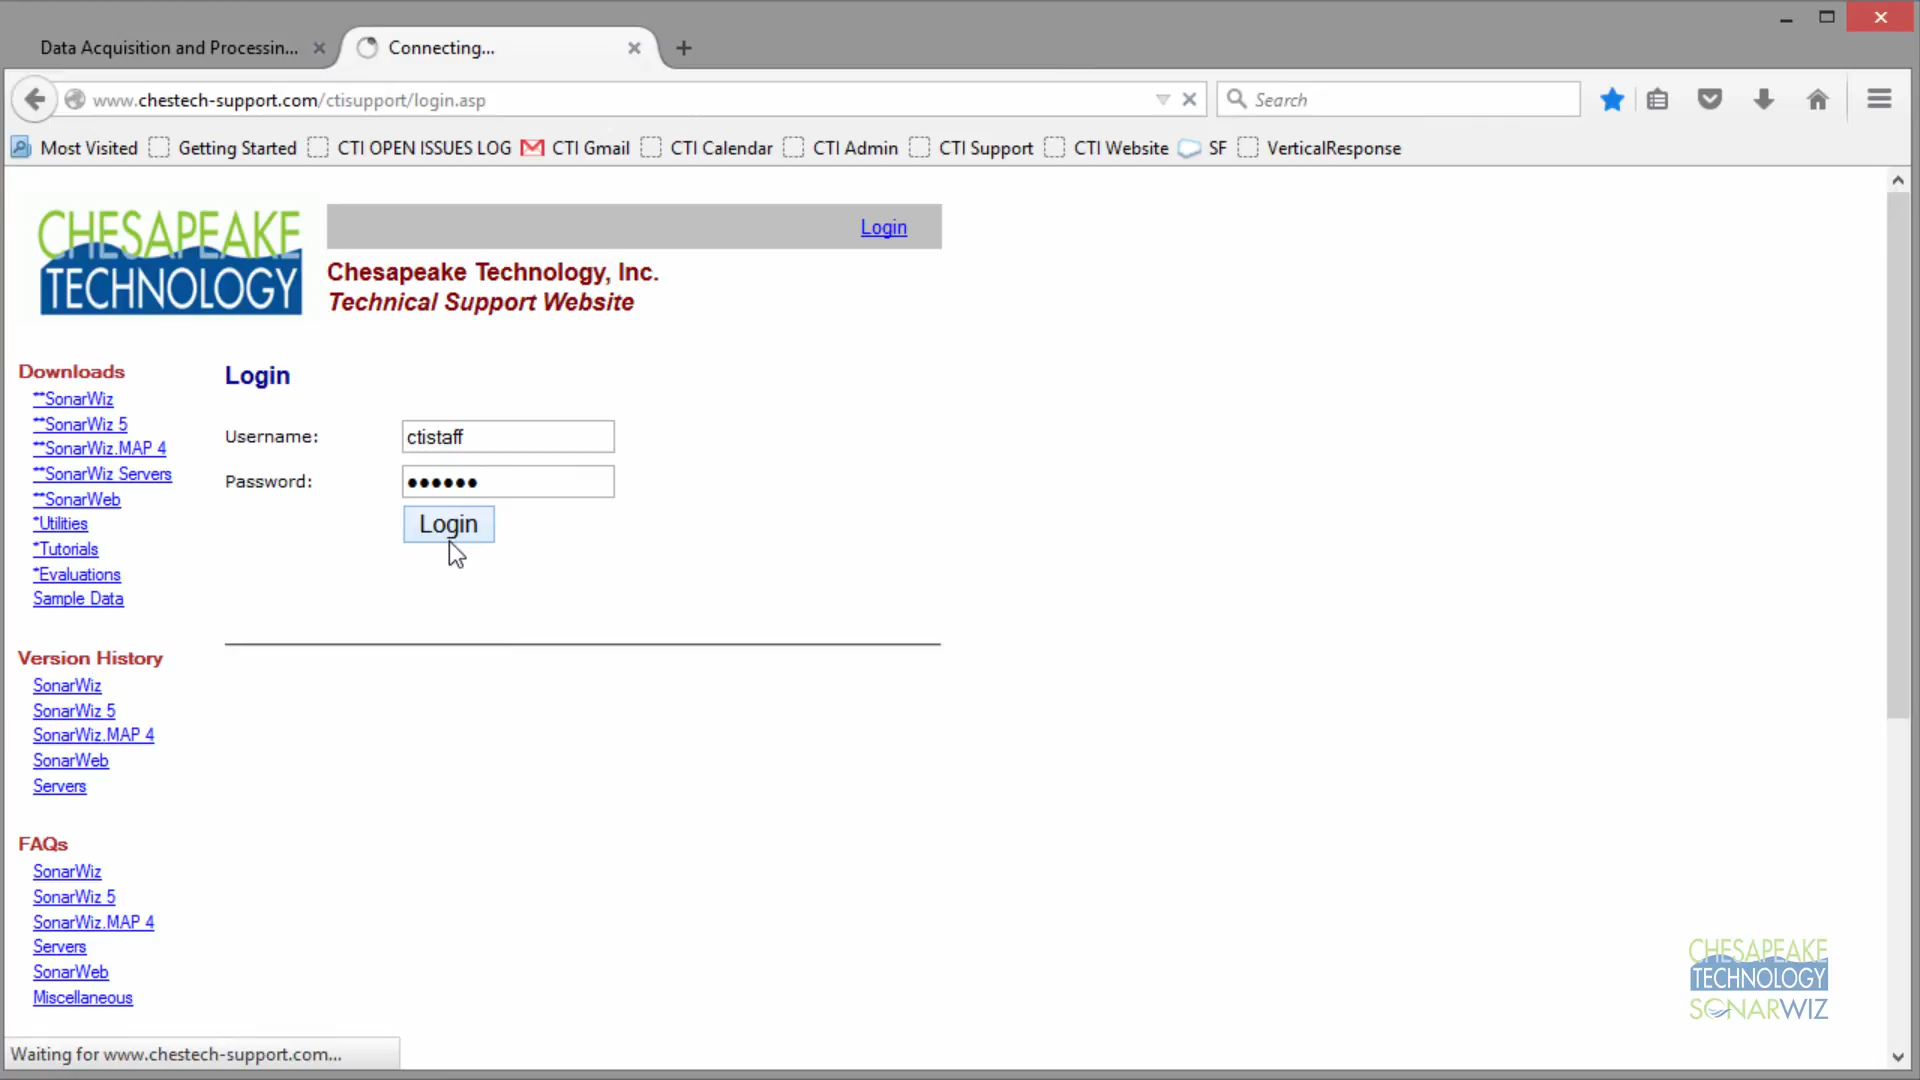 Data Acquisition and Processin...
Connecting...
www.chestech-support.com/ctisupport/login.asp
Search
Most Visited
Getting Started
CTI OPEN ISSUES LOG
CTI Gmail
CTI Calendar
CTI Admin
CTI Support
CTI Website
SF
VerticalResponse
CHESAPEAKE
TECHNOLOGY
Login
Chesapeake Technology, Inc.
Technical Support Website
Downloads
**SonarWiz
**SonarWiz 5
**SonarWiz.MAP 4
**SonarWiz Servers
**SonarWeb
*Utilities
*Tutorials
*Evaluations
Sample Data
Version History
SonarWiz
SonarWiz 5
SonarWiz.MAP 4
SonarWeb
Servers
FAQs
SonarWiz
SonarWiz 5
SonarWiz.MAP 4
Servers
SonarWeb
Miscellaneous
Login
Username:
ctistaff
Password:
Login
CHESAPEAKE
TECHNOLOGY
SONARWIZ
Waiting for www.chestech-support.com...